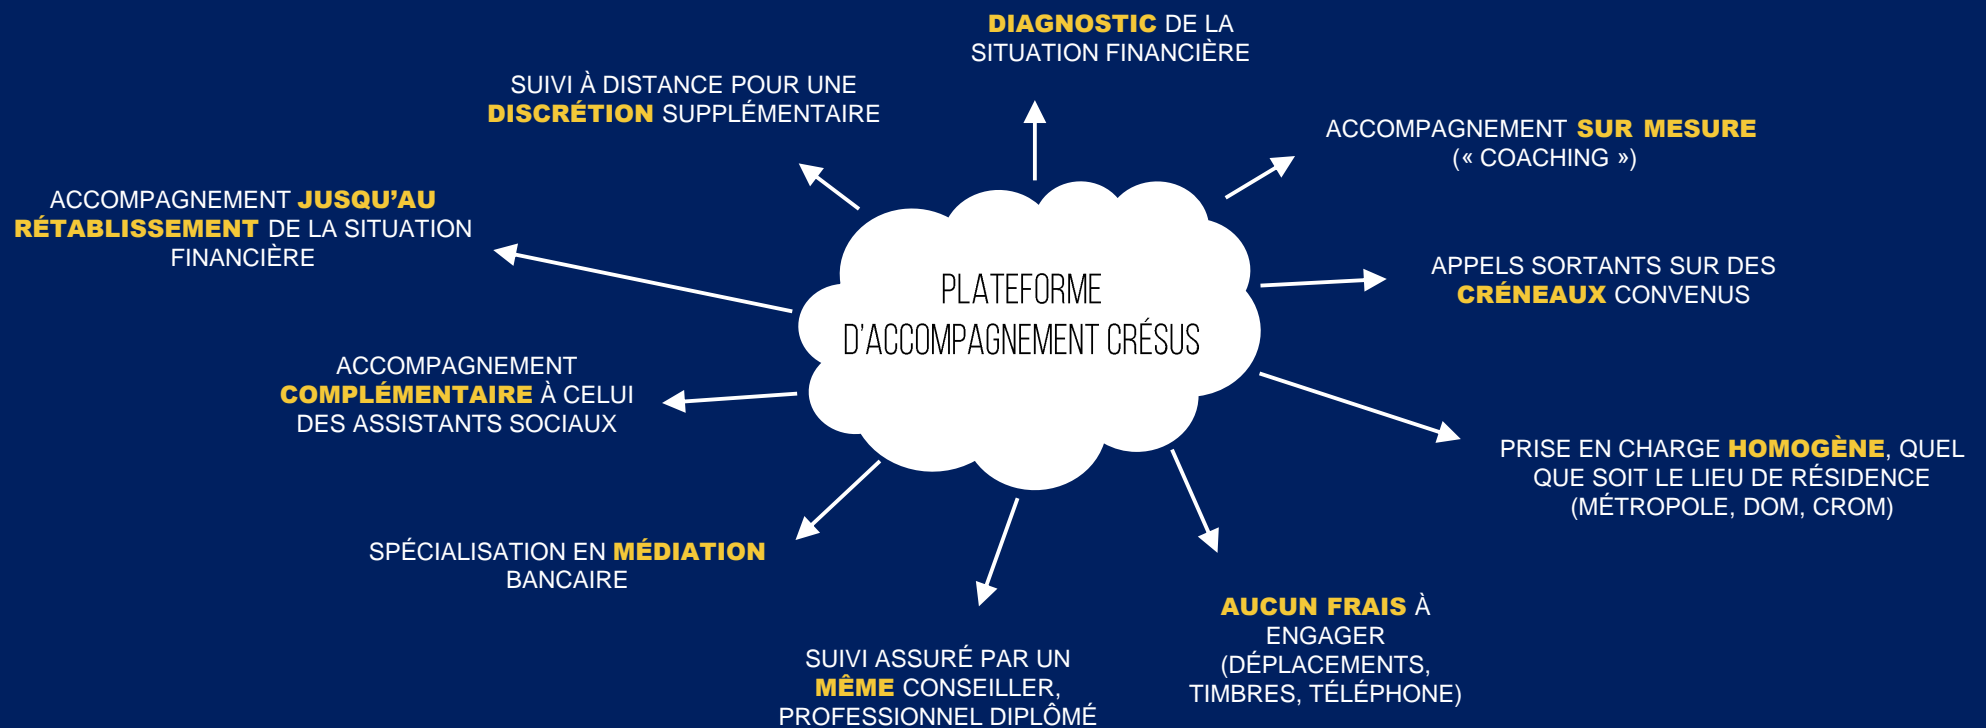 DIAGNOSTIC DE LA
SITUATION FINANCIÈRE
SUIVI À DISTANCE POUR UNE
DISCRÉTION SUPPLÉMENTAIRE
ACCOMPAGNEMENT SUR MESURE
(« COACHING »)
ACCOMPAGNEMENT JUSQU’AU
RÉTABLISSEMENT DE LA SITUATION
FINANCIÈRE
PLATEFORME
D’ACCOMPAGNEMENT CRÉSUS
APPELS SORTANTS SUR DES
CRÉNEAUX CONVENUS
ACCOMPAGNEMENT
COMPLÉMENTAIRE À CELUI
DES ASSISTANTS SOCIAUX
PRISE EN CHARGE HOMOGÈNE, QUEL
QUE SOIT LE LIEU DE RÉSIDENCE
(MÉTROPOLE, DOM, CROM)
SPÉCIALISATION EN MÉDIATION
BANCAIRE
AUCUN FRAIS À
ENGAGER
(DÉPLACEMENTS,
TIMBRES, TÉLÉPHONE)
SUIVI ASSURÉ PAR UN
MÊME CONSEILLER,
PROFESSIONNEL DIPLÔMÉ